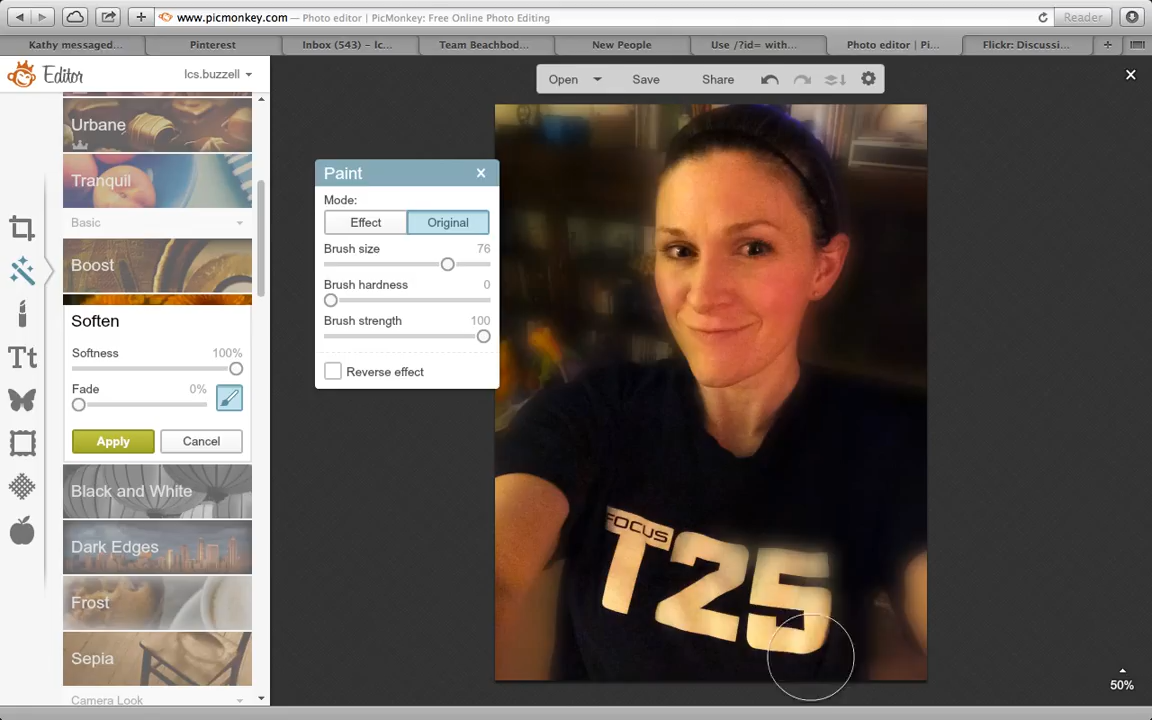 www.picmonkey.com — Photo editor | PicMonkey: Free Online Photo Editing
Reader
Kathy messaged...
Pinterest
Inbox (543) – lc...
Team Beachbod...
New People
Use /?id= with...
Photo editor | Pi...
Flickr: Discussi...
Editor
lcs.buzzell
Open
Save
Share
Urbane
Tranquil
Basic
Boost
Soften
Softness 100%
Fade 0%
Apply
Cancel
Black and White
Dark Edges
Frost
Sepia
Camera Look
Paint
Mode:
Effect
Original
Brush size 76
Brush hardness 0
Brush strength 100
Reverse effect
FOCUS
T25
50%